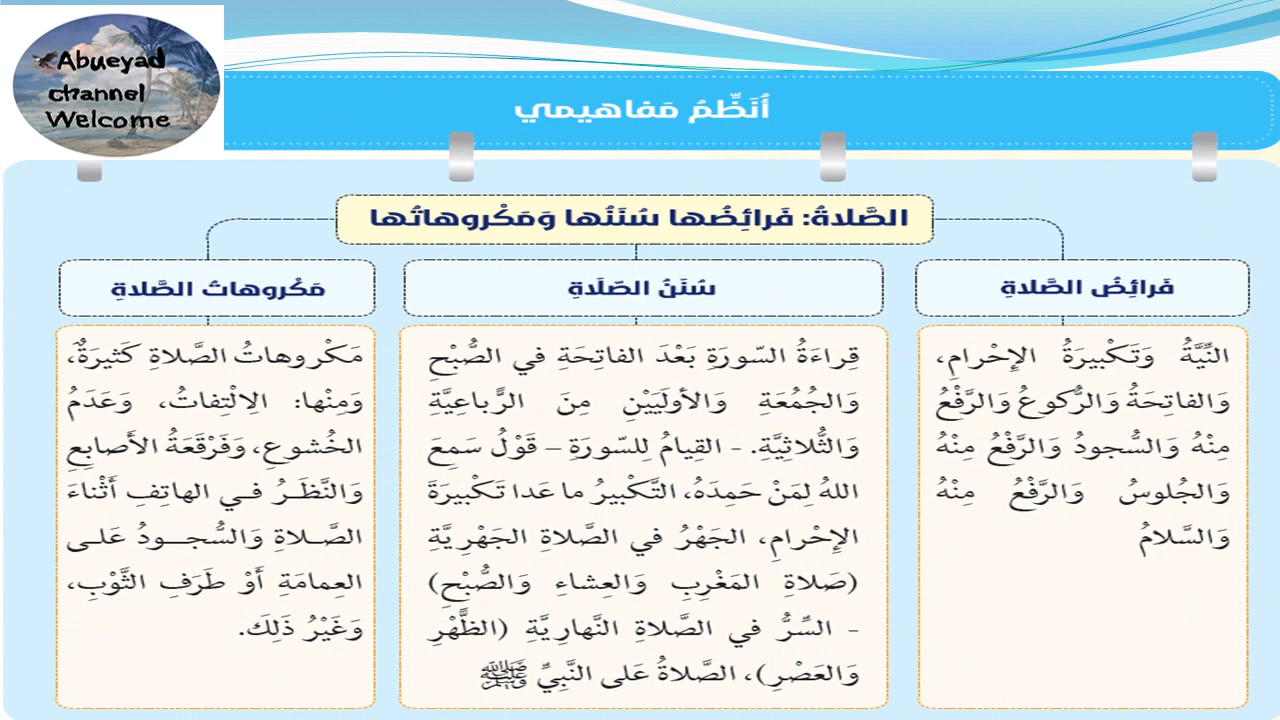 Abueyad
channel
Welcome
أُنَظِّمُ مَفاهيمي
الصَّلاةُ: فَرائِضُها سُنَنُها وَمَكْروهاتُها
فَرائِضُ الصَّلاةِ
النِّيَّةُ وَتَكْبيرَةُ الإِحْرامِ،
وَالفاتِحَةُ وَالرُّكوعُ وَالرَّفْعُ
مِنْهُ وَالسُّجودُ وَالرَّفْعُ مِنْهُ
وَالجُلوسُ وَالرَّفْعُ مِنْهُ
وَالسَّلامُ
سُنَنُ الصّلَاةِ
قِراءَةُ السّورَةِ بَعْدَ الفاتِحَةِ في الصُّبْحِ
وَالجُمُعَةِ وَالأولَيَيْنِ مِنَ الرُّباعِيَّةِ
وَالثُّلاثِيَّةِ. - القِيامُ لِلسّورَةِ – قَوْلُ سَمِعَ
اللهُ لِمَنْ حَمِدَهُ، التَّكْبيرُ ما عَدا تَكْبيرَةَ
الإِحْرامِ، الجَهْرُ في الصَّلاةِ الجَهْرِيَّةِ
(صَلاةِ المَغْرِبِ وَالعِشاءِ وَالصُّبْحِ)
- السِّرُّ في الصَّلاةِ النَّهارِيَّةِ (الظُّهْرِ
وَالعَصْرِ)، الصَّلاةُ عَلى النَّبِيِّ ﷺ
مَكْروهاتُ الصَّلاةِ
مَكْروهاتُ الصَّلاةِ كَثيرَةٌ،
وَمِنْها: الِالْتِفاتُ، وَعَدَمُ
الخُشوعِ، وَفَرْقَعَةُ الأَصابِعِ
وَالنَّظَرُ في الهاتِفِ أَثْناءَ
الصَّلاةِ وَالسُّجودُ عَلى
العِمامَةِ أَوْ طَرَفِ الثَّوْبِ،
وَغَيْرُ ذَلِكَ.